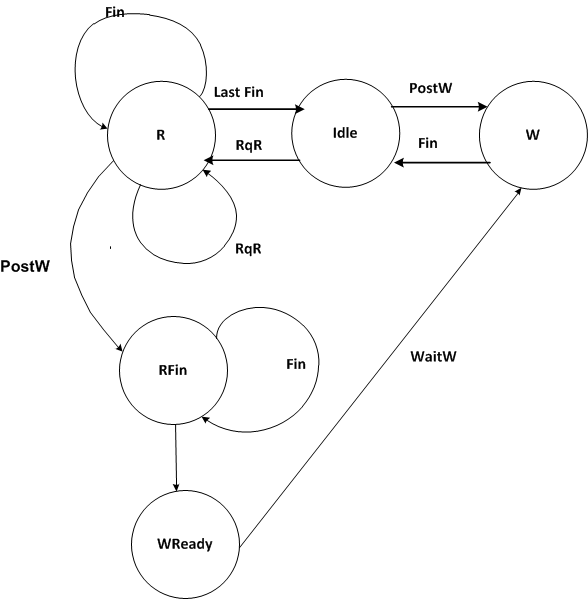 Fin
Last Fin
PostW
R
Idle
W
RqR
Fin
RqR
PostW
RFin
Fin
WaitW
WReady